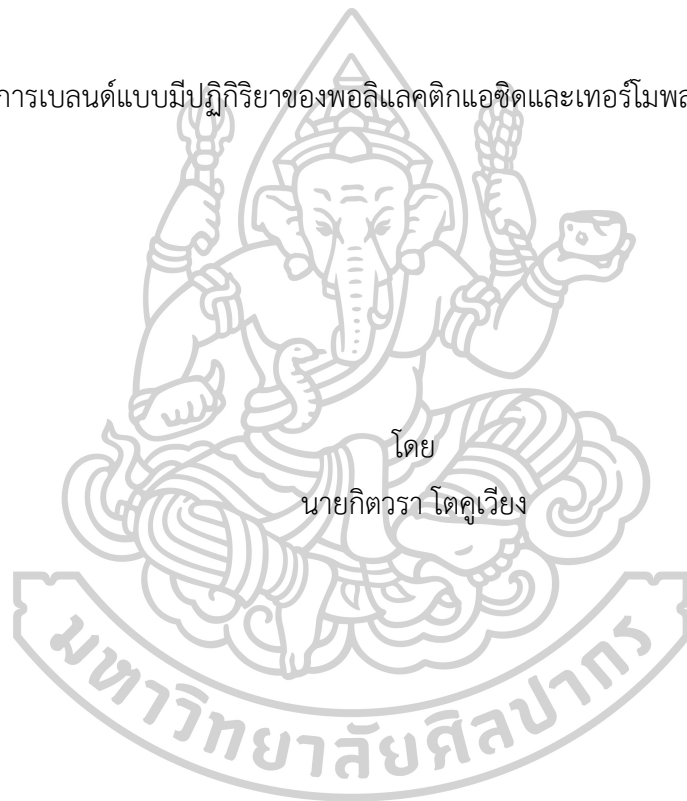 การเบลนด์แบบมีปฏิกิริยาของพอลิแลคติกแอซิดและเทอร์โมพล
โดย
นายกิตวรา โตคูเวียง
มหาวิทยาลัยศิลปากร